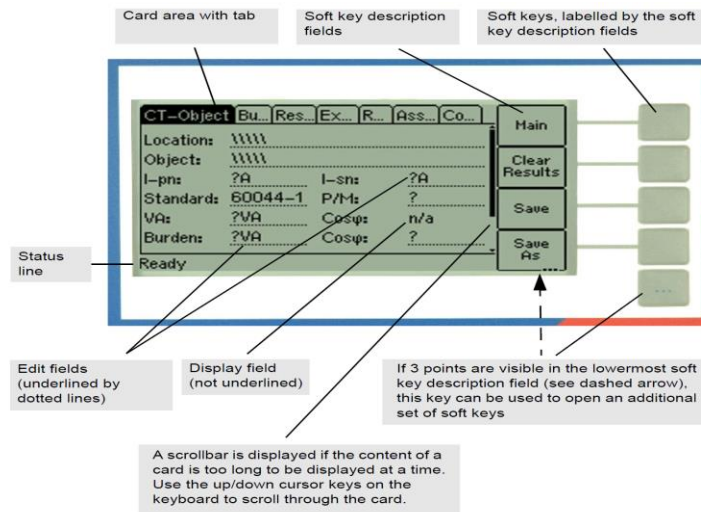 Card area with tab
Soft key description
fields
Soft keys, labelled by the soft
key description fields
CT-Object Bu... Res... Ex... R... Ass... Co...
Main
Location: \\\\\
Object: \\\\\
Clear
Results
I-pn: ?A I-sn: ?A
Standard: 60044-1 P/M: ?
Save
VA: ?VA Cosφ: n/a
Burden: ?VA Cosφ: ?
Save
As
...
Ready
...
Status
line
Edit fields
(underlined by
dotted lines)
Display field
(not underlined)
If 3 points are visible in the lowermost soft
key description field (see dashed arrow),
this key can be used to open an additional
set of soft keys
A scrollbar is displayed if the content of a
card is too long to be displayed at a time.
Use the up/down cursor keys on the
keyboard to scroll through the card.